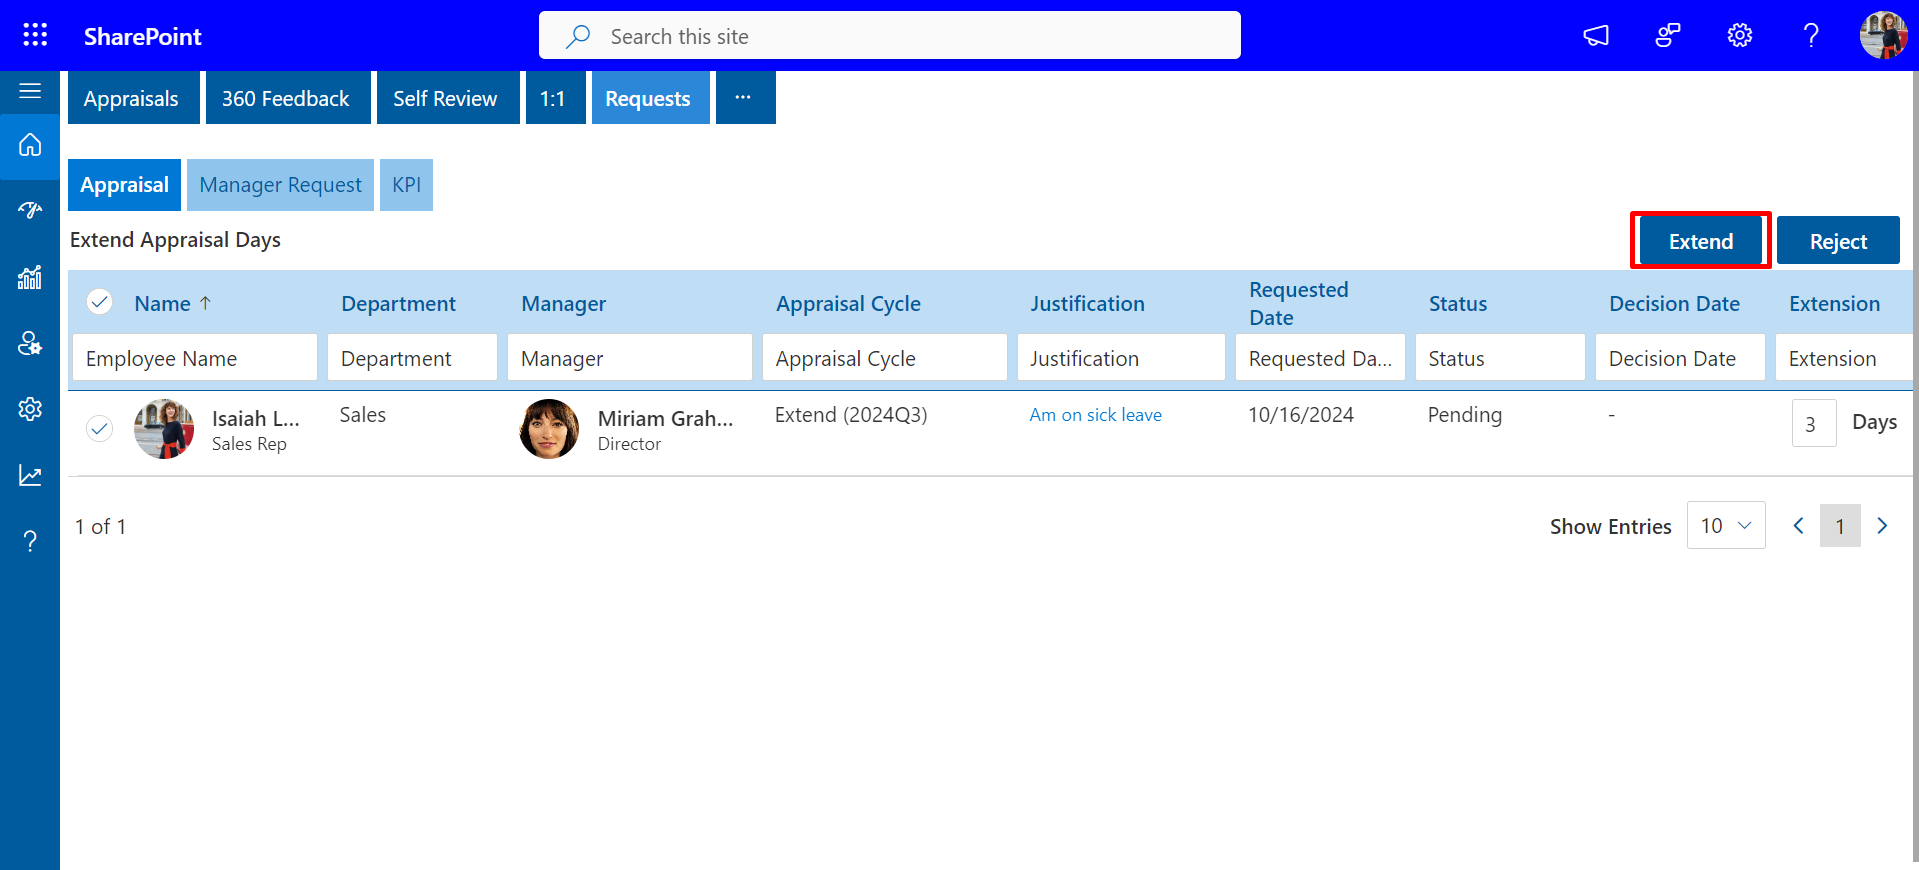 SharePoint
Search this site
Appraisals
360 Feedback
Self Review
1:1
Requests
...
Appraisal
Manager Request
KPI
Extend Appraisal Days
Extend
Reject
Name ↑
Department
Manager
Appraisal Cycle
Justification
Requested
Date
Status
Decision Date
Extension
Employee Name
Department
Manager
Appraisal Cycle
Justification
Requested Da...
Status
Decision Date
Extension
Isaiah L...
Sales Rep
Sales
Miriam Grah...
Director
Extend (2024Q3)
Am on sick leave
10/16/2024
Pending
-
3
Days
1 of 1
Show Entries
10
1